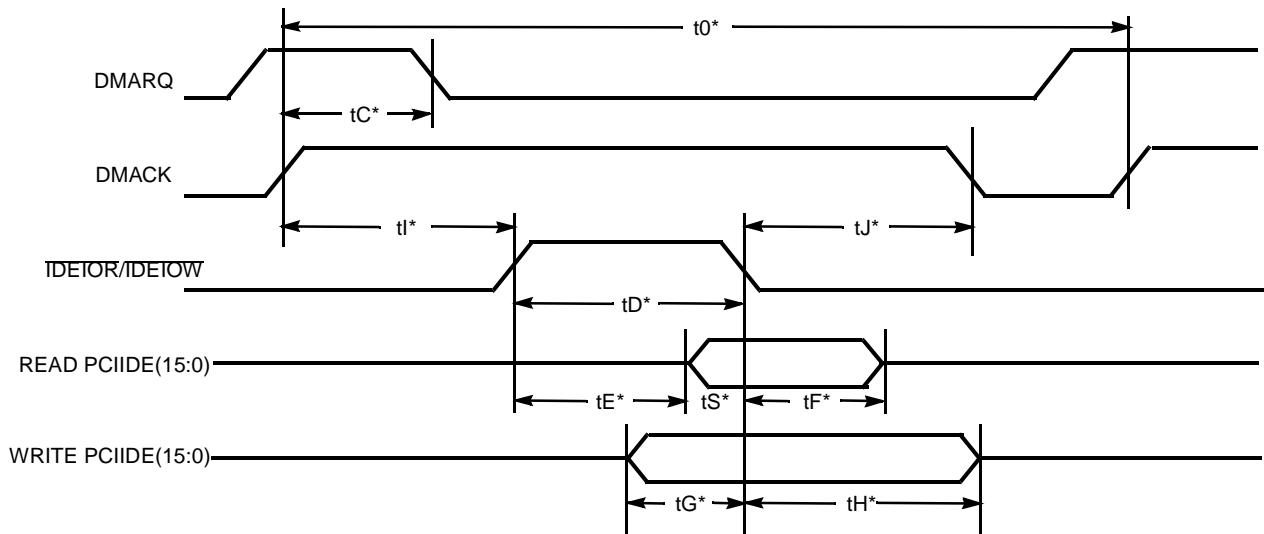 t0*
DMARQ
tC*
DMACK
tI*
tJ*
IDEIOR/IDEIOW
tD*
READ PCIIDE(15:0)
tE*
tS*
tF*
WRITE PCIIDE(15:0)
tG*
tH*